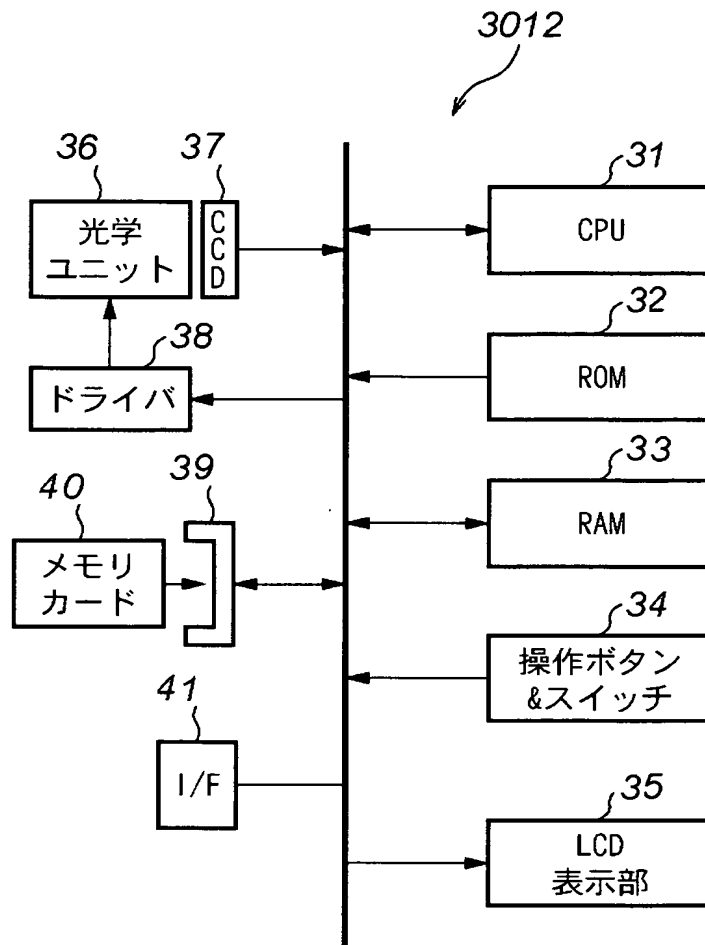 3012
36
37
光学
ユニット
CCD
38
ドライバ
39
40
メモリ
カード
41
I/F
31
CPU
32
ROM
33
RAM
34
操作ボタン
&スイッチ
35
LCD
表示部